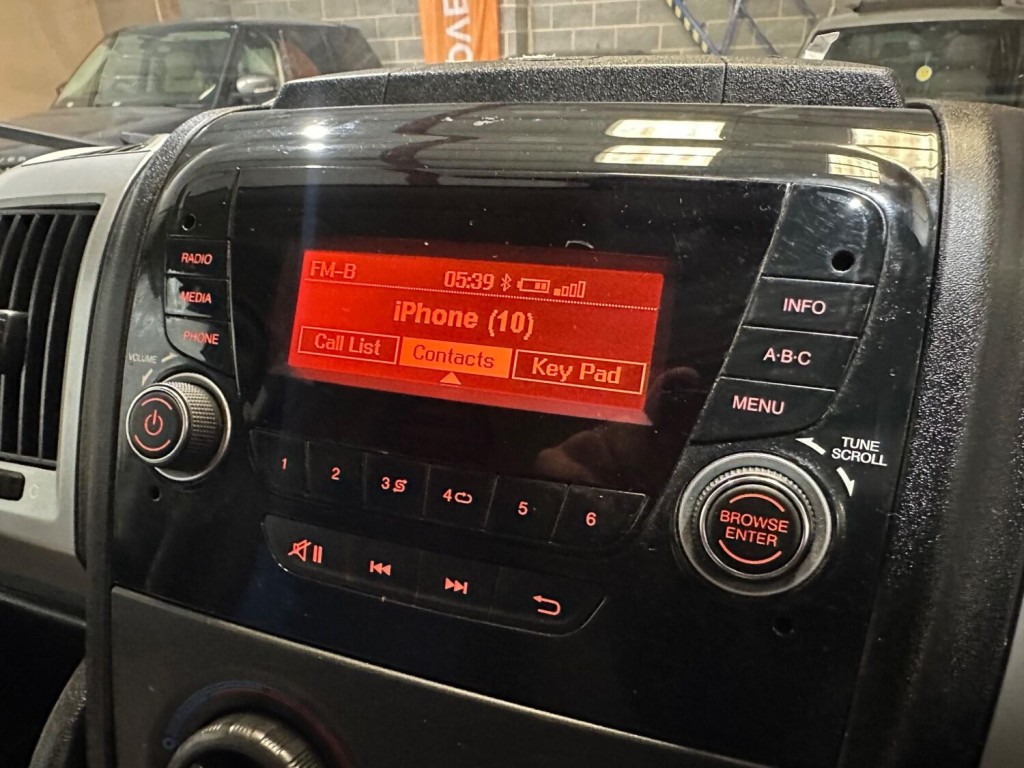 OVE
RADIO
MEDIA
PHONE
VOLUME
FM-B 05:39
iPhone (10)
Call List Contacts Key Pad
INFO
A·B·C
MENU
TUNE
SCROLL
BROWSE
ENTER
1 2 3 4 5 6
C